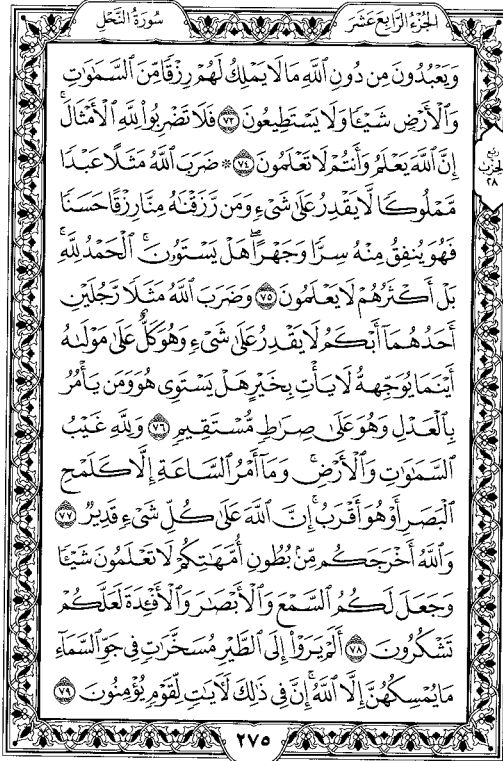 الجزء الرابع عشر
سورة النحل
وَيَعْبُدُونَ مِن دُونِ ٱللَّهِ مَا لَا يَمْلِكُ لَهُمْ رِزْقًا مِّنَ ٱلسَّمَٰوَٰتِ
وَٱلْأَرْضِ شَيْـًٔا وَلَا يَسْتَطِيعُونَ ٧٣ فَلَا تَضْرِبُوا۟ لِلَّهِ ٱلْأَمْثَالَ ۚ
إِنَّ ٱللَّهَ يَعْلَمُ وَأَنتُمْ لَا تَعْلَمُونَ ٧٤ ۞ ضَرَبَ ٱللَّهُ مَثَلًا عَبْدًا
مَّمْلُوكًا لَّا يَقْدِرُ عَلَىٰ شَىْءٍ وَمَن رَّزَقْنَٰهُ مِنَّا رِزْقًا حَسَنًا
فَهُوَ يُنفِقُ مِنْهُ سِرًّا وَجَهْرًا ۖ هَلْ يَسْتَوُۥنَ ۚ ٱلْحَمْدُ لِلَّهِ ۚ
بَلْ أَكْثَرُهُمْ لَا يَعْلَمُونَ ٧٥ وَضَرَبَ ٱللَّهُ مَثَلًا رَّجُلَيْنِ
أَحَدُهُمَآ أَبْكَمُ لَا يَقْدِرُ عَلَىٰ شَىْءٍ وَهُوَ كَلٌّ عَلَىٰ مَوْلَىٰهُ
أَيْنَمَا يُوَجِّههُّ لَا يَأْتِ بِخَيْرٍ هَلْ يَسْتَوِى هُوَ وَمَن يَأْمُرُ
بِٱلْعَدْلِ وَهُوَ عَلَىٰ صِرَٰطٍ مُّسْتَقِيمٍ ٧٦ وَلِلَّهِ غَيْبُ
ٱلسَّمَٰوَٰتِ وَٱلْأَرْضِ ۚ وَمَآ أَمْرُ ٱلسَّاعَةِ إِلَّا كَلَمْحِ
ٱلْبَصَرِ أَوْ هُوَ أَقْرَبُ ۚ إِنَّ ٱللَّهَ عَلَىٰ كُلِّ شَىْءٍ قَدِيرٌ ٧٧
وَٱللَّهُ أَخْرَجَكُم مِّنۢ بُطُونِ أُمَّهَٰتِكُمْ لَا تَعْلَمُونَ شَيْـًٔا
وَجَعَلَ لَكُمُ ٱلسَّمْعَ وَٱلْأَبْصَٰرَ وَٱلْأَفْـِٔدَةَ لَعَلَّكُمْ
تَشْكُرُونَ ٧٨ أَلَمْ يَرَوْا۟ إِلَى ٱلطَّيْرِ مُسَخَّرَٰتٍ فِى جَوِّ ٱلسَّمَآءِ
مَا يُمْسِكُهُنَّ إِلَّا ٱللَّهُ ۗ إِنَّ فِى ذَٰلِكَ لَءَايَٰتٍ لِّقَوْمٍ يُؤْمِنُونَ ٧٩
ربع
الحزب
٢٨
٢٧٥